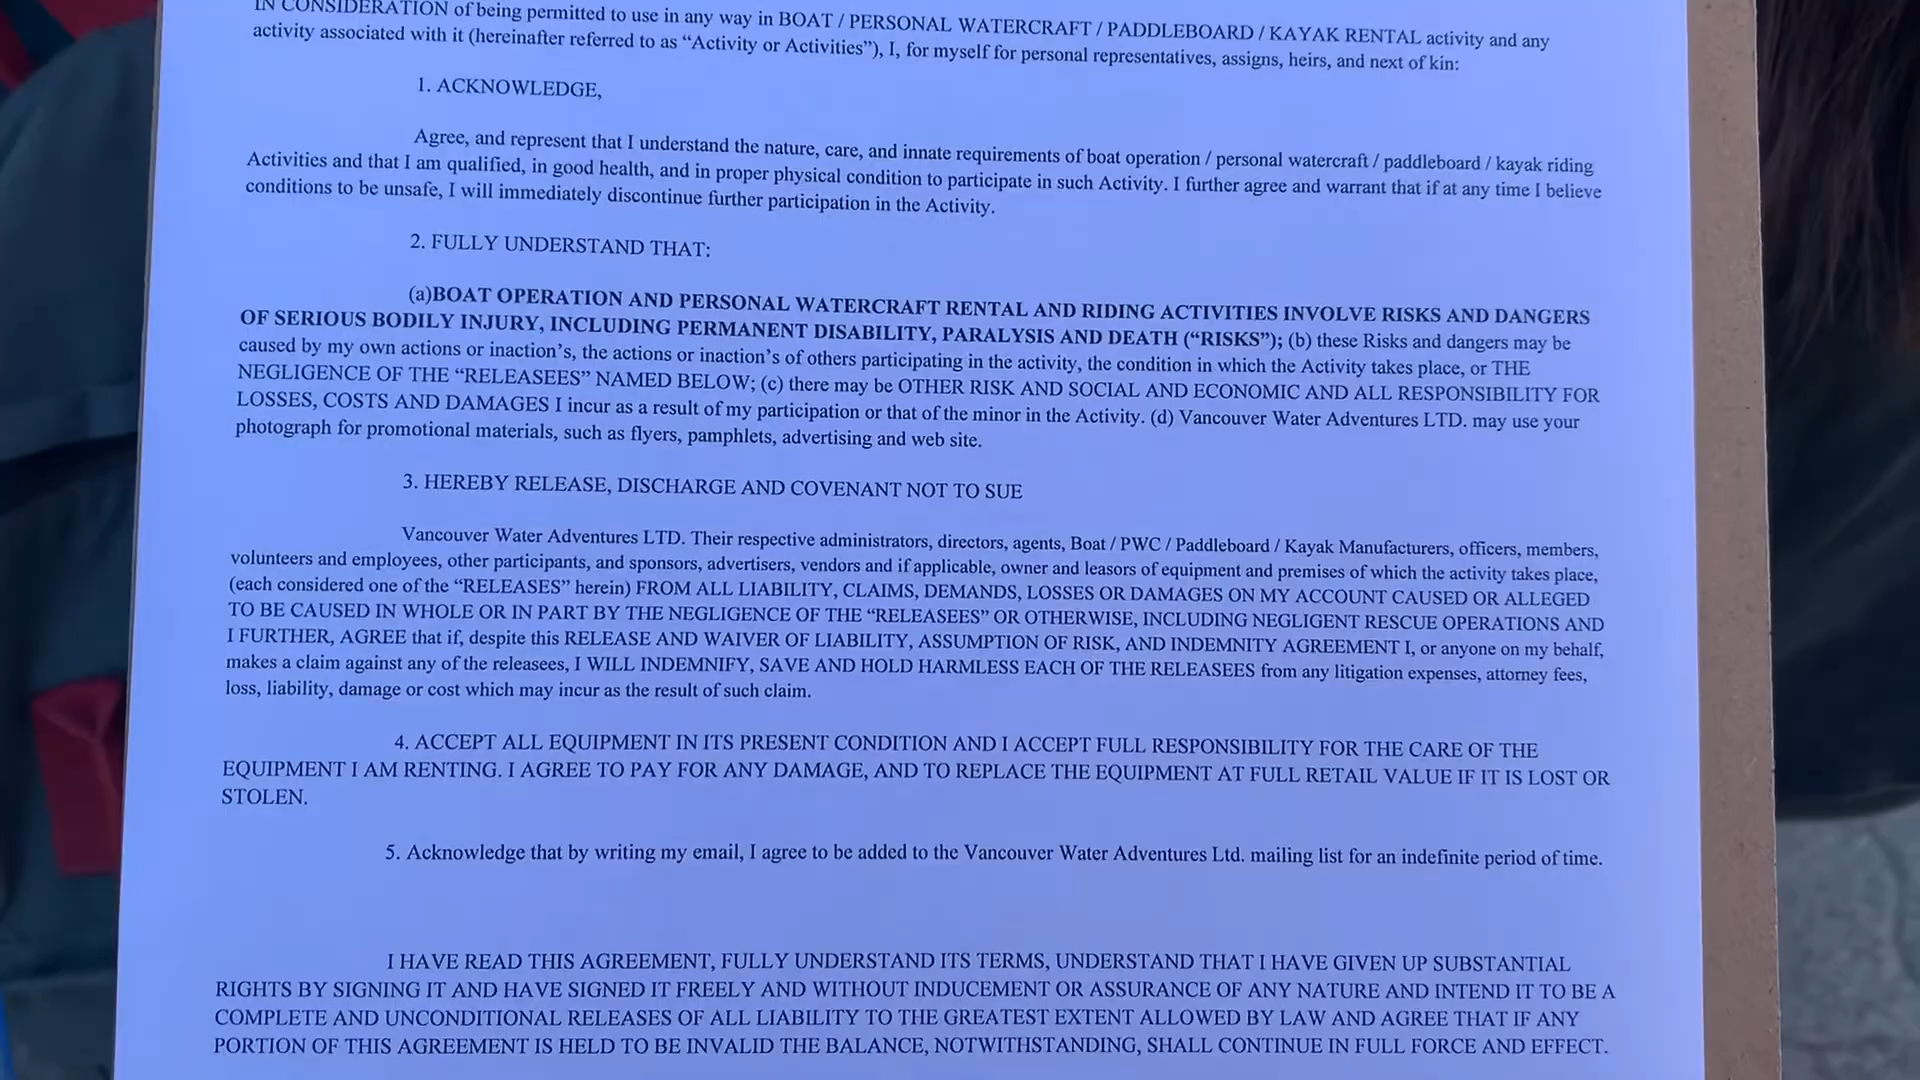 IN CONSIDERATION of being permitted to use in any way in BOAT / PERSONAL WATERCRAFT / PADDLEBOARD / KAYAK RENTAL activity and any
activity associated with it (hereinafter referred to as “Activity or Activities”), I, for myself for personal representatives, assigns, heirs, and next of kin:
1. ACKNOWLEDGE,
Agree, and represent that I understand the nature, care, and innate requirements of boat operation / personal watercraft / paddleboard / kayak riding
Activities and that I am qualified, in good health, and in proper physical condition to participate in such Activity. I further agree and warrant that if at any time I believe
conditions to be unsafe, I will immediately discontinue further participation in the Activity.
2. FULLY UNDERSTAND THAT:
(a)BOAT OPERATION AND PERSONAL WATERCRAFT RENTAL AND RIDING ACTIVITIES INVOLVE RISKS AND DANGERS
OF SERIOUS BODILY INJURY, INCLUDING PERMANENT DISABILITY, PARALYSIS AND DEATH (“RISKS”); (b) these Risks and dangers may be
caused by my own actions or inaction’s, the actions or inaction’s of others participating in the activity, the condition in which the Activity takes place, or THE
NEGLIGENCE OF THE “RELEASEES” NAMED BELOW; (c) there may be OTHER RISK AND SOCIAL AND ECONOMIC AND ALL RESPONSIBILITY FOR
LOSSES, COSTS AND DAMAGES I incur as a result of my participation or that of the minor in the Activity. (d) Vancouver Water Adventures LTD. may use your
photograph for promotional materials, such as flyers, pamphlets, advertising and web site.
3. HEREBY RELEASE, DISCHARGE AND COVENANT NOT TO SUE
Vancouver Water Adventures LTD. Their respective administrators, directors, agents, Boat / PWC / Paddleboard / Kayak Manufacturers, officers, members,
volunteers and employees, other participants, and sponsors, advertisers, vendors and if applicable, owner and leasors of equipment and premises of which the activity takes place,
(each considered one of the “RELEASES” herein) FROM ALL LIABILITY, CLAIMS, DEMANDS, LOSSES OR DAMAGES ON MY ACCOUNT CAUSED OR ALLEGED
TO BE CAUSED IN WHOLE OR IN PART BY THE NEGLIGENCE OF THE “RELEASEES” OR OTHERWISE, INCLUDING NEGLIGENT RESCUE OPERATIONS AND
I FURTHER, AGREE that if, despite this RELEASE AND WAIVER OF LIABILITY, ASSUMPTION OF RISK, AND INDEMNITY AGREEMENT I, or anyone on my behalf,
makes a claim against any of the releasees, I WILL INDEMNIFY, SAVE AND HOLD HARMLESS EACH OF THE RELEASEES from any litigation expenses, attorney fees,
loss, liability, damage or cost which may incur as the result of such claim.
4. ACCEPT ALL EQUIPMENT IN ITS PRESENT CONDITION AND I ACCEPT FULL RESPONSIBILITY FOR THE CARE OF THE
EQUIPMENT I AM RENTING. I AGREE TO PAY FOR ANY DAMAGE, AND TO REPLACE THE EQUIPMENT AT FULL RETAIL VALUE IF IT IS LOST OR
STOLEN.
5. Acknowledge that by writing my email, I agree to be added to the Vancouver Water Adventures Ltd. mailing list for an indefinite period of time.
I HAVE READ THIS AGREEMENT, FULLY UNDERSTAND ITS TERMS, UNDERSTAND THAT I HAVE GIVEN UP SUBSTANTIAL
RIGHTS BY SIGNING IT AND HAVE SIGNED IT FREELY AND WITHOUT INDUCEMENT OR ASSURANCE OF ANY NATURE AND INTEND IT TO BE A
COMPLETE AND UNCONDITIONAL RELEASES OF ALL LIABILITY TO THE GREATEST EXTENT ALLOWED BY LAW AND AGREE THAT IF ANY
PORTION OF THIS AGREEMENT IS HELD TO BE INVALID THE BALANCE, NOTWITHSTANDING, SHALL CONTINUE IN FULL FORCE AND EFFECT.